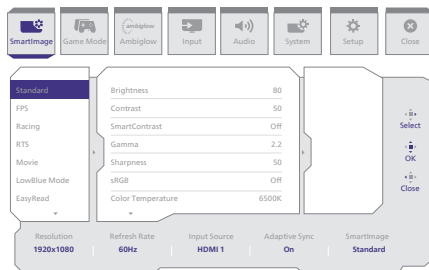 ambiglow
SmartImage Game Mode Ambiglow Input Audio System Setup Close
Standard Brightness 80
FPS Contrast 50
Racing SmartContrast Off
RTS Gamma 2.2
Movie Sharpness 50
LowBlue Mode sRGB Off
EasyRead Color Temperature 6500K
Select
OK
Close
Resolution Refresh Rate Input Source Adaptive Sync SmartImage
1920x1080 60Hz HDMI 1 On Standard